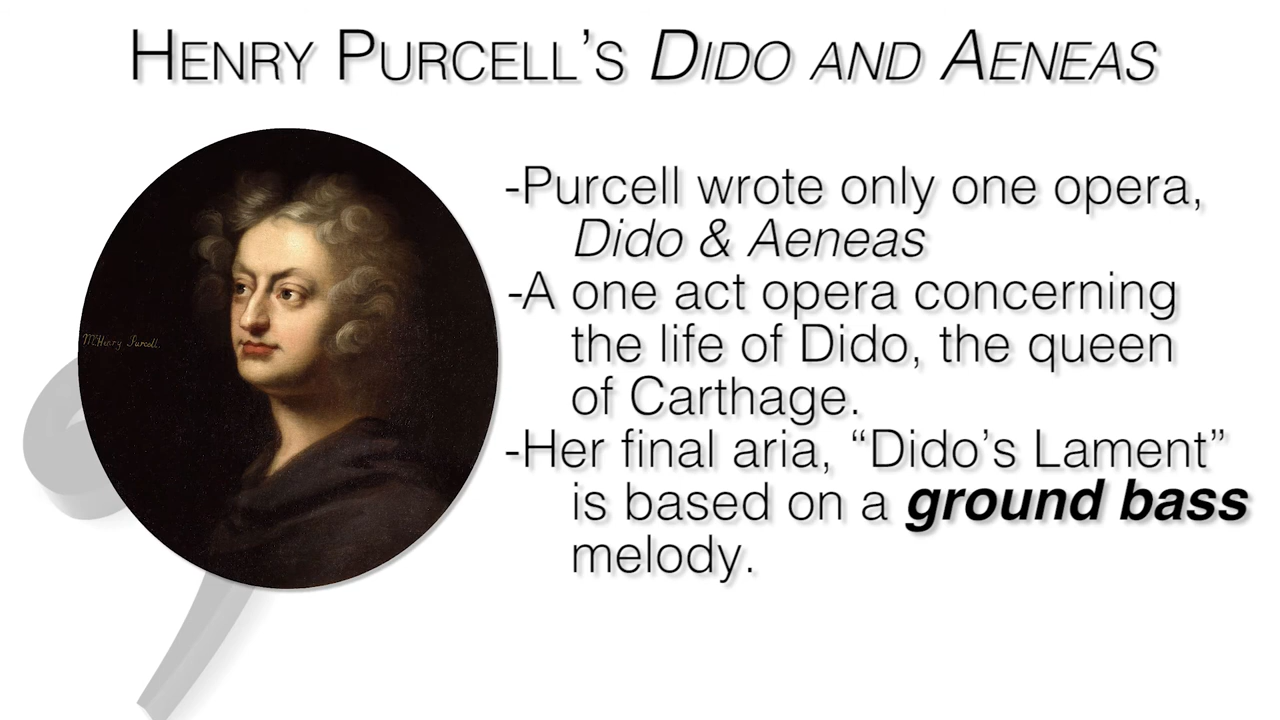 HENRY PURCELL'S DIDO AND AENEAS
-Purcell wrote only one opera,
Dido & Aeneas
-A one act opera concerning
the life of Dido, the queen
of Carthage.
-Her final aria, “Dido's Lament”
is based on a ground bass
melody.
Mr Henry Purcell.